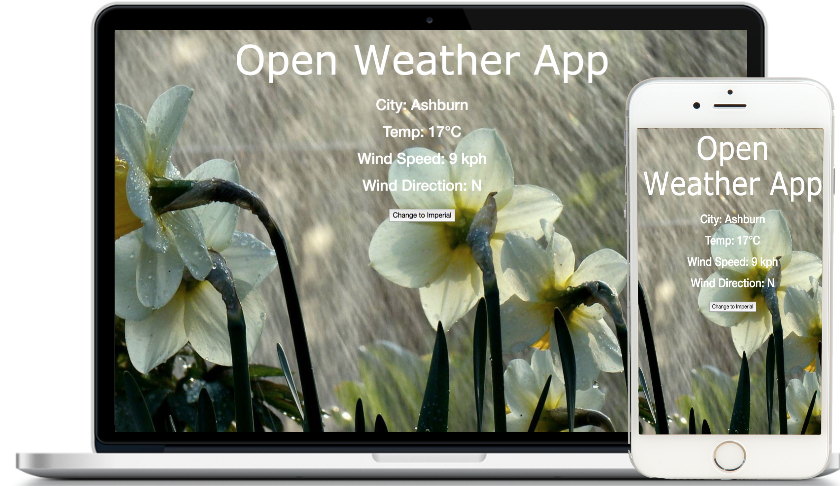 Open Weather App
City: Ashburn
Temp: 17°C
Wind Speed: 9 kph
Wind Direction: N
Change to Imperial
Open
Weather App
City: Ashburn
Temp: 17°C
Wind Speed: 9 kph
Wind Direction: N
Change to Imperial